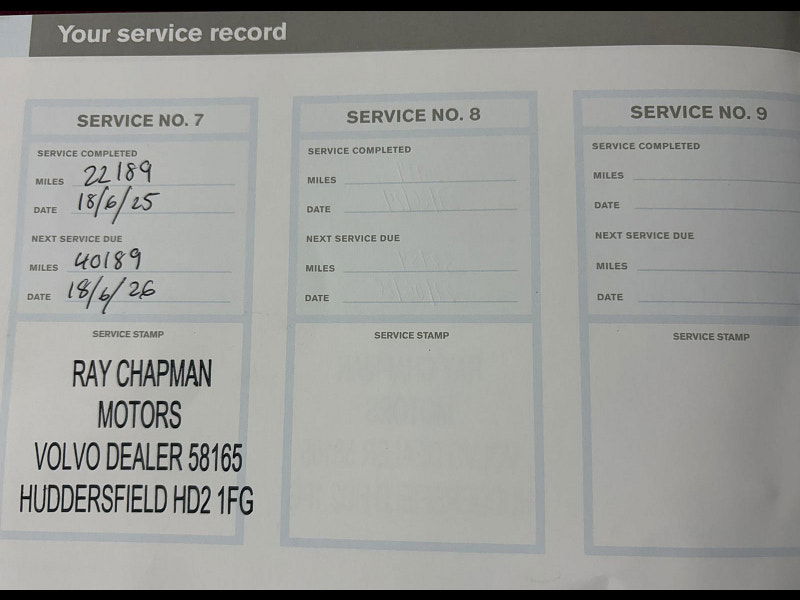 Your service record
SERVICE NO. 7
SERVICE COMPLETED
MILES 22189
DATE 18/6/25
NEXT SERVICE DUE
MILES 40189
DATE 18/6/26
SERVICE STAMP
RAY CHAPMAN
MOTORS
VOLVO DEALER 58165
HUDDERSFIELD HD2 1FG
SERVICE NO. 8
SERVICE COMPLETED
MILES
DATE
NEXT SERVICE DUE
MILES
DATE
SERVICE STAMP
SERVICE NO. 9
SERVICE COMPLETED
MILES
DATE
NEXT SERVICE DUE
MILES
DATE
SERVICE STAMP